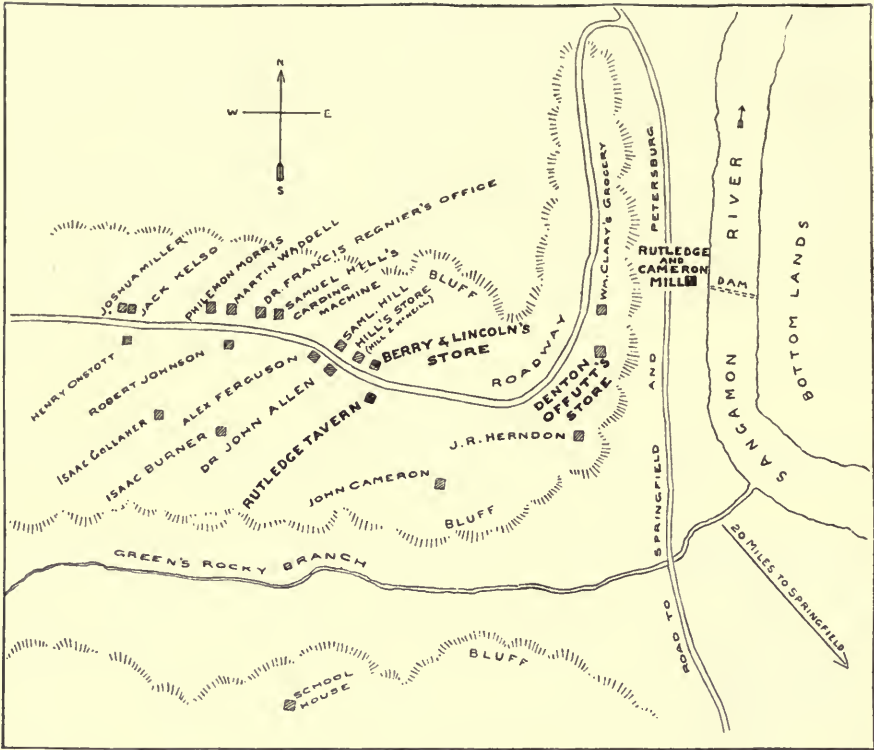 N
W
E
S
JOSHUA MILLER
JACK KELSO
PHILEMON MORRIS
MARTIN WADDELL
DR. FRANCIS REGNIER'S OFFICE
SAMUEL HILL'S
CARDING
MACHINE
SAML. HILL
HILL'S STORE
(HILL & McNEILL)
BERRY & LINCOLN'S
STORE
BLUFF
ROADWAY
WM. CLARY'S GROCERY
DENTON
OFFUTT'S
STORE
HENRY ONSTOTT
ROBERT JOHNSON
ALEX FERGUSON
ISAAC GOLLAHER
ISAAC BURNER
DR JOHN ALLEN
RUTLEDGE TAVERN
J.R. HERNDON
JOHN CAMERON
BLUFF
GREEN'S ROCKY BRANCH
BLUFF
SCHOOL
HOUSE
ROAD TO SPRINGFIELD AND PETERSBURG
RUTLEDGE
AND
CAMERON
MILL
DAM
SANGAMON RIVER
BOTTOM LANDS
20 MILES TO SPRINGFIELD